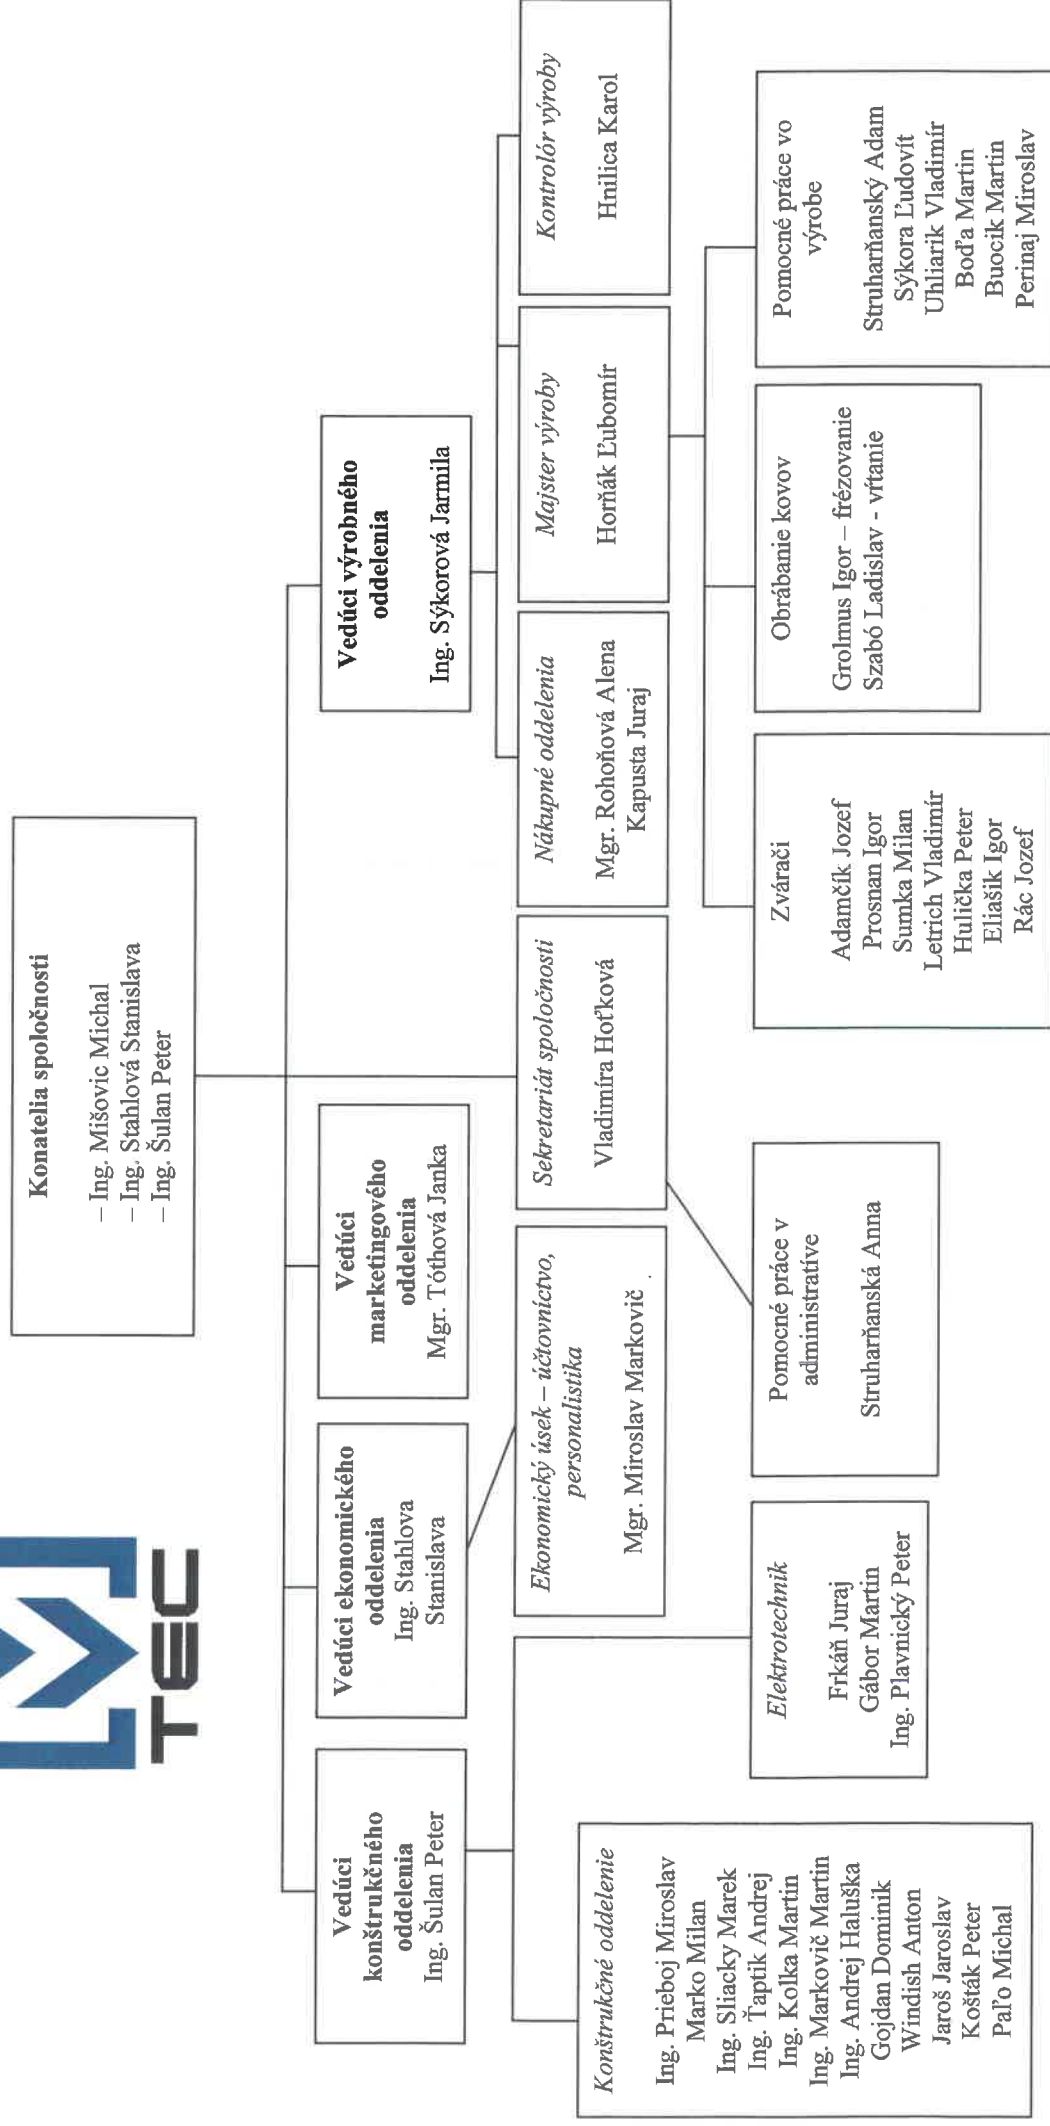 M
TEC
Konatelia spoločnosti
– Ing. Mišovic Michal
– Ing. Stahlová Stanislava
– Ing. Šulan Peter
Vedúci
konštrukčného
oddelenia
Ing. Šulan Peter
Vedúci ekonomického
oddelenia
Ing. Stahlova
Stanislava
Vedúci
marketingového
oddelenia
Mgr. Tóthová Janka
Vedúci výrobného
oddelenia
Ing. Sýkorová Jarmila
Ekonomický úsek – účtovníctvo,
personalistika
Mgr. Miroslav Markovič
Sekretariát spoločnosti
Vladimíra Hoťková
Nákupné oddelenia
Mgr. Rohoňová Alena
Kapusta Juraj
Majster výroby
Horňák Ľubomír
Kontrolór výroby
Hnilica Karol
Konštrukčné oddelenie
Ing. Prieboj Miroslav
Marko Milan
Ing. Sliacky Marek
Ing. Ťaptik Andrej
Ing. Kolka Martin
Ing. Markovič Martin
Ing. Andrej Haluška
Gojdan Dominik
Windish Anton
Jaroš Jaroslav
Košták Peter
Paľo Michal
Elektrotechnik
Frkáň Juraj
Gábor Martin
Ing. Plavnický Peter
Pomocné práce v
administratíve
Struharňanská Anna
Zvárači
Adamčík Jozef
Prosnan Igor
Sumka Milan
Letrich Vladimír
Hulička Peter
Eliašik Igor
Rác Jozef
Obrábanie kovov
Grolmus Igor – frézovanie
Szabó Ladislav - vŕtanie
Pomocné práce vo
výrobe
Struharňanský Adam
Sýkora Ľudovít
Uhliarik Vladimír
Boďa Martin
Buocik Martin
Perinaj Miroslav